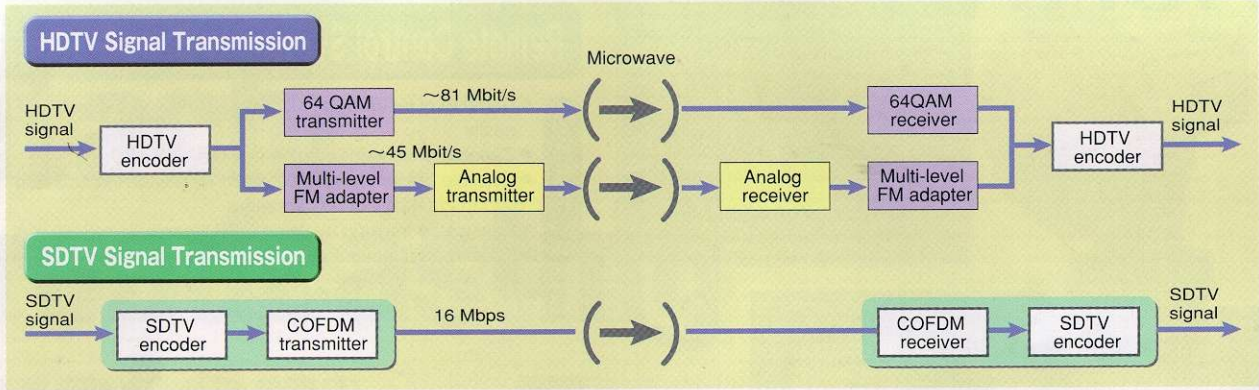 HDTV Signal Transmission
Microwave
HDTV
signal
HDTV
encoder
64 QAM
transmitter
~81 Mbit/s
64QAM
receiver
~45 Mbit/s
Multi-level
FM adapter
Analog
transmitter
Analog
receiver
Multi-level
FM adapter
HDTV
encoder
HDTV
signal
SDTV Signal Transmission
SDTV
signal
SDTV
encoder
COFDM
transmitter
16 Mbps
COFDM
receiver
SDTV
encoder
SDTV
signal